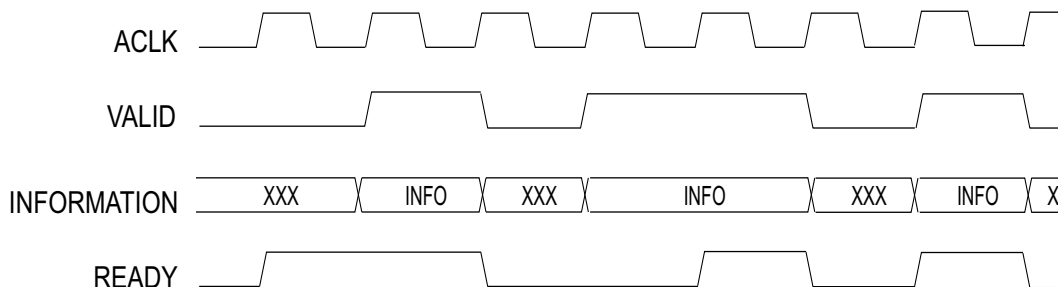 ACLK
VALID
INFORMATION XXX INFO XXX INFO XXX INFO X
READY